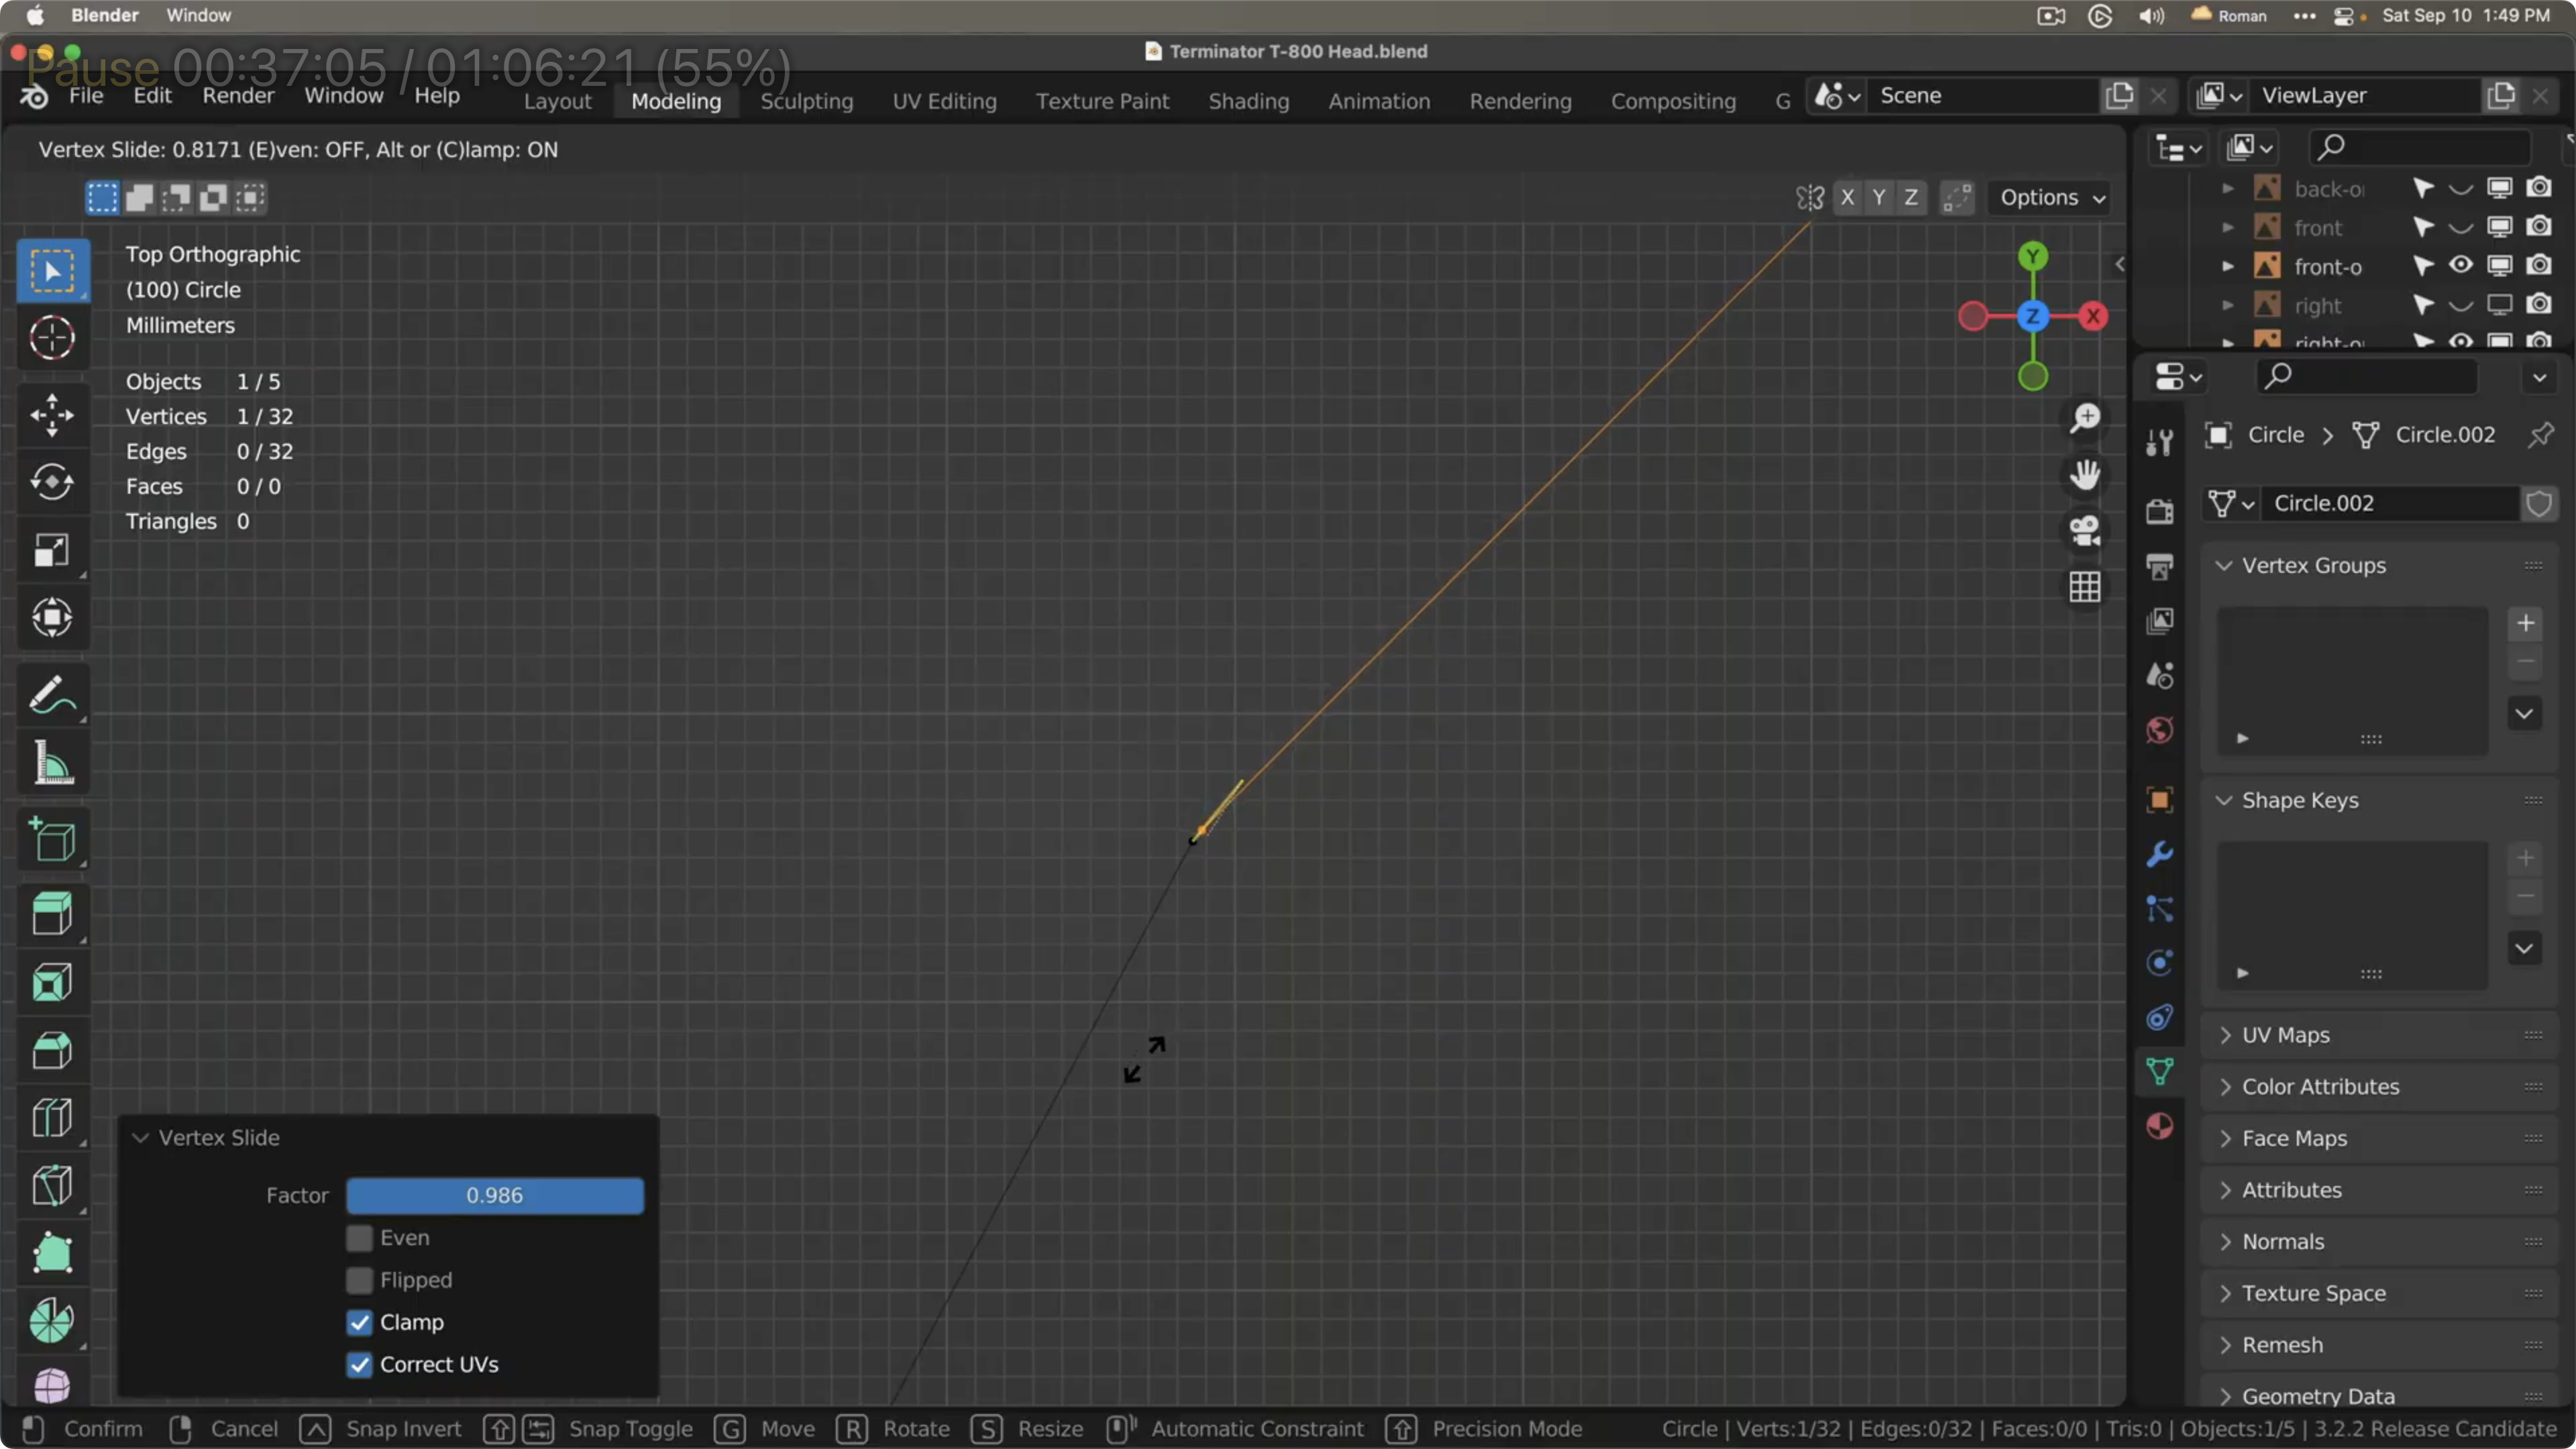 Blender Window Roman Sat Sep 10 1:49 PM
Terminator T-800 Head.blend
Pause 00:37:05 / 01:06:21 (55%)
File Edit Render Window Help Layout Modeling Sculpting UV Editing Texture Paint Shading Animation Rendering Compositing G Scene ViewLayer
Vertex Slide: 0.8171 (E)ven: OFF, Alt or (C)lamp: ON
X Y Z Options
Top Orthographic
(100) Circle
Millimeters
Objects 1 / 5
Vertices 1 / 32
Edges 0 / 32
Faces 0 / 0
Triangles 0
Y
Z X
back-o
front
front-o
right
right-o
Circle > Circle.002
Circle.002
Vertex Groups
Shape Keys
UV Maps
Color Attributes
Face Maps
Attributes
Normals
Texture Space
Remesh
Geometry Data
Vertex Slide
Factor 0.986
Even
Flipped
Clamp
Correct UVs
Confirm Cancel Snap Invert Snap Toggle G Move R Rotate S Resize Automatic Constraint Precision Mode Circle | Verts:1/32 | Edges:0/32 | Faces:0/0 | Tris:0 | Objects:1/5 | 3.2.2 Release Candidate